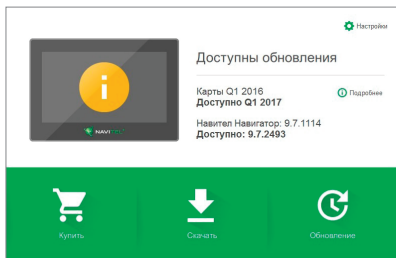 Настройки
Доступны обновления
Карты Q1 2016
Доступно Q1 2017
Подробнее
Навител Навигатор: 9.7.1114
Доступно: 9.7.2493
NAVITEL
Купить
Скачать
Обновление